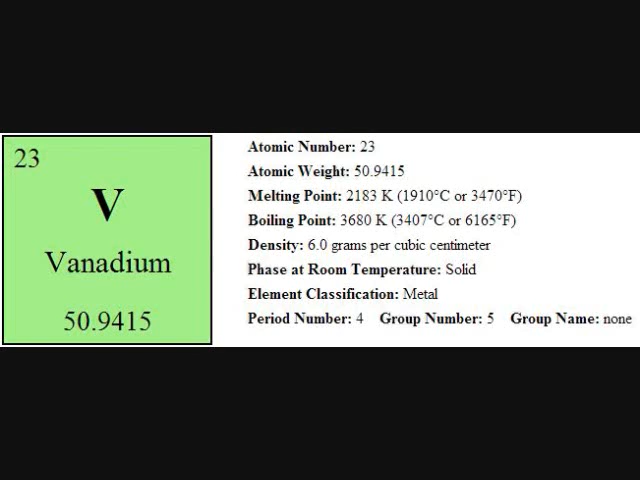 23
V
Vanadium
50.9415
Atomic Number: 23
Atomic Weight: 50.9415
Melting Point: 2183 K (1910°C or 3470°F)
Boiling Point: 3680 K (3407°C or 6165°F)
Density: 6.0 grams per cubic centimeter
Phase at Room Temperature: Solid
Element Classification: Metal
Period Number: 4 Group Number: 5 Group Name: none